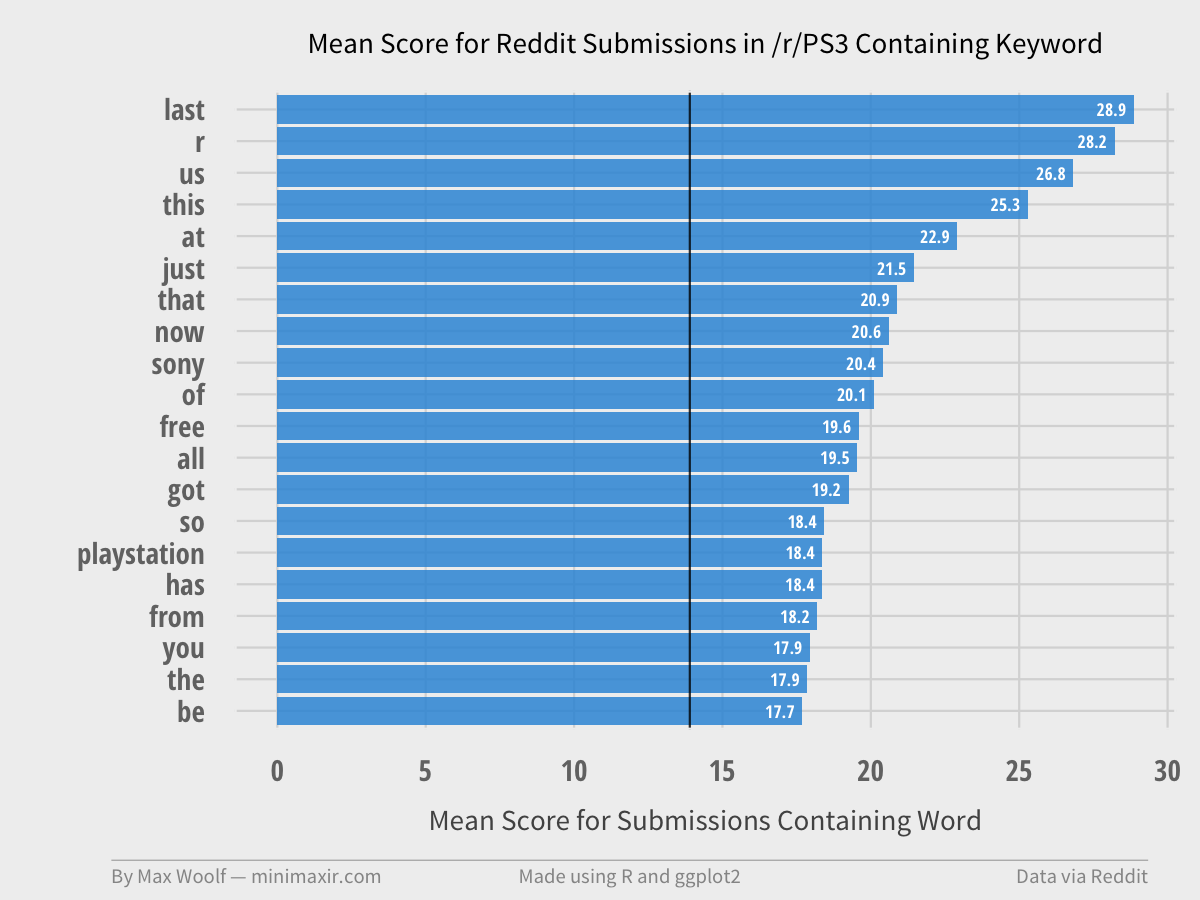 Mean Score for Reddit Submissions in /r/PS3 Containing Keyword
last 28.9
r 28.2
us 26.8
this 25.3
at 22.9
just 21.5
that 20.9
now 20.6
sony 20.4
of 20.1
free 19.6
all 19.5
got 19.2
so 18.4
playstation 18.4
has 18.4
from 18.2
you 17.9
the 17.9
be 17.7
0 5 10 15 20 25 30
Mean Score for Submissions Containing Word
By Max Woolf — minimaxir.com Made using R and ggplot2 Data via Reddit